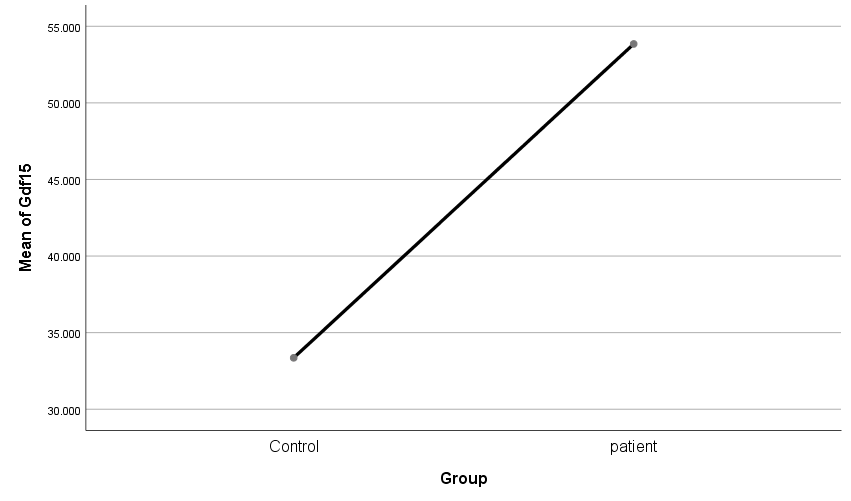 55.000
50.000
45.000
40.000
35.000
30.000
Mean of Gdf15
Control
patient
Group